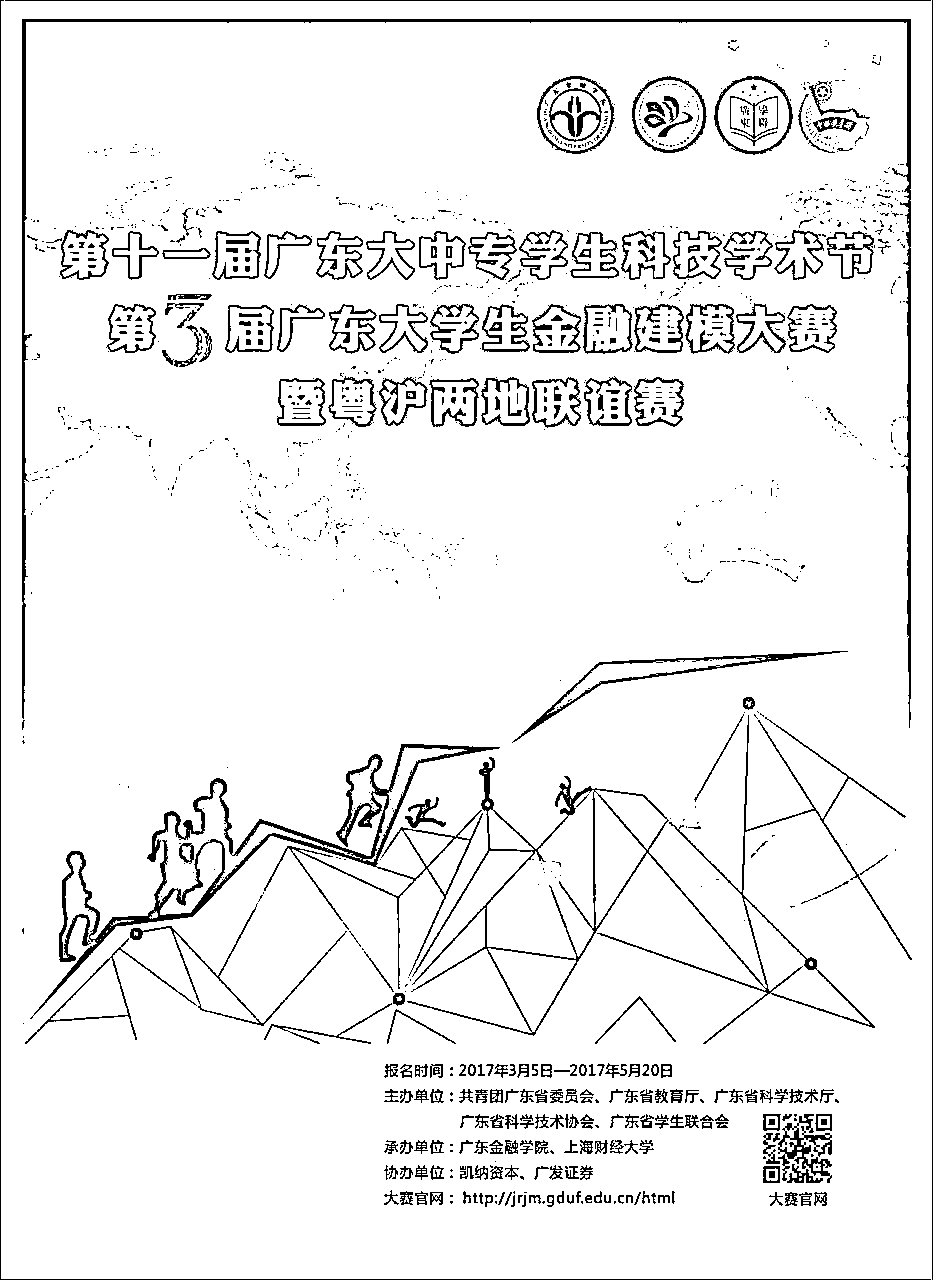 第十一届广东大中专学生科技学术节
第3届广东大学生金融建模大赛
暨粤沪两地联谊赛
报名时间：2017年3月5日—2017年5月20日
主办单位：共青团广东省委员会、广东省教育厅、广东省科学技术厅、
广东省科学技术协会、广东省学生联合会
承办单位：广东金融学院、上海财经大学
协办单位：凯纳资本、广发证券
大赛官网：http://jrjm.gduf.edu.cn/html
大赛官网